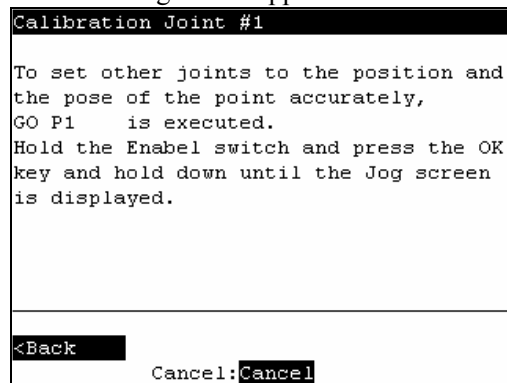 Calibration Joint #1
To set other joints to the position and
the pose of the point accurately,
GO P1 is executed.
Hold the Enabel switch and press the OK
key and hold down until the Jog screen
is displayed.
<Back
Cancel:Cancel